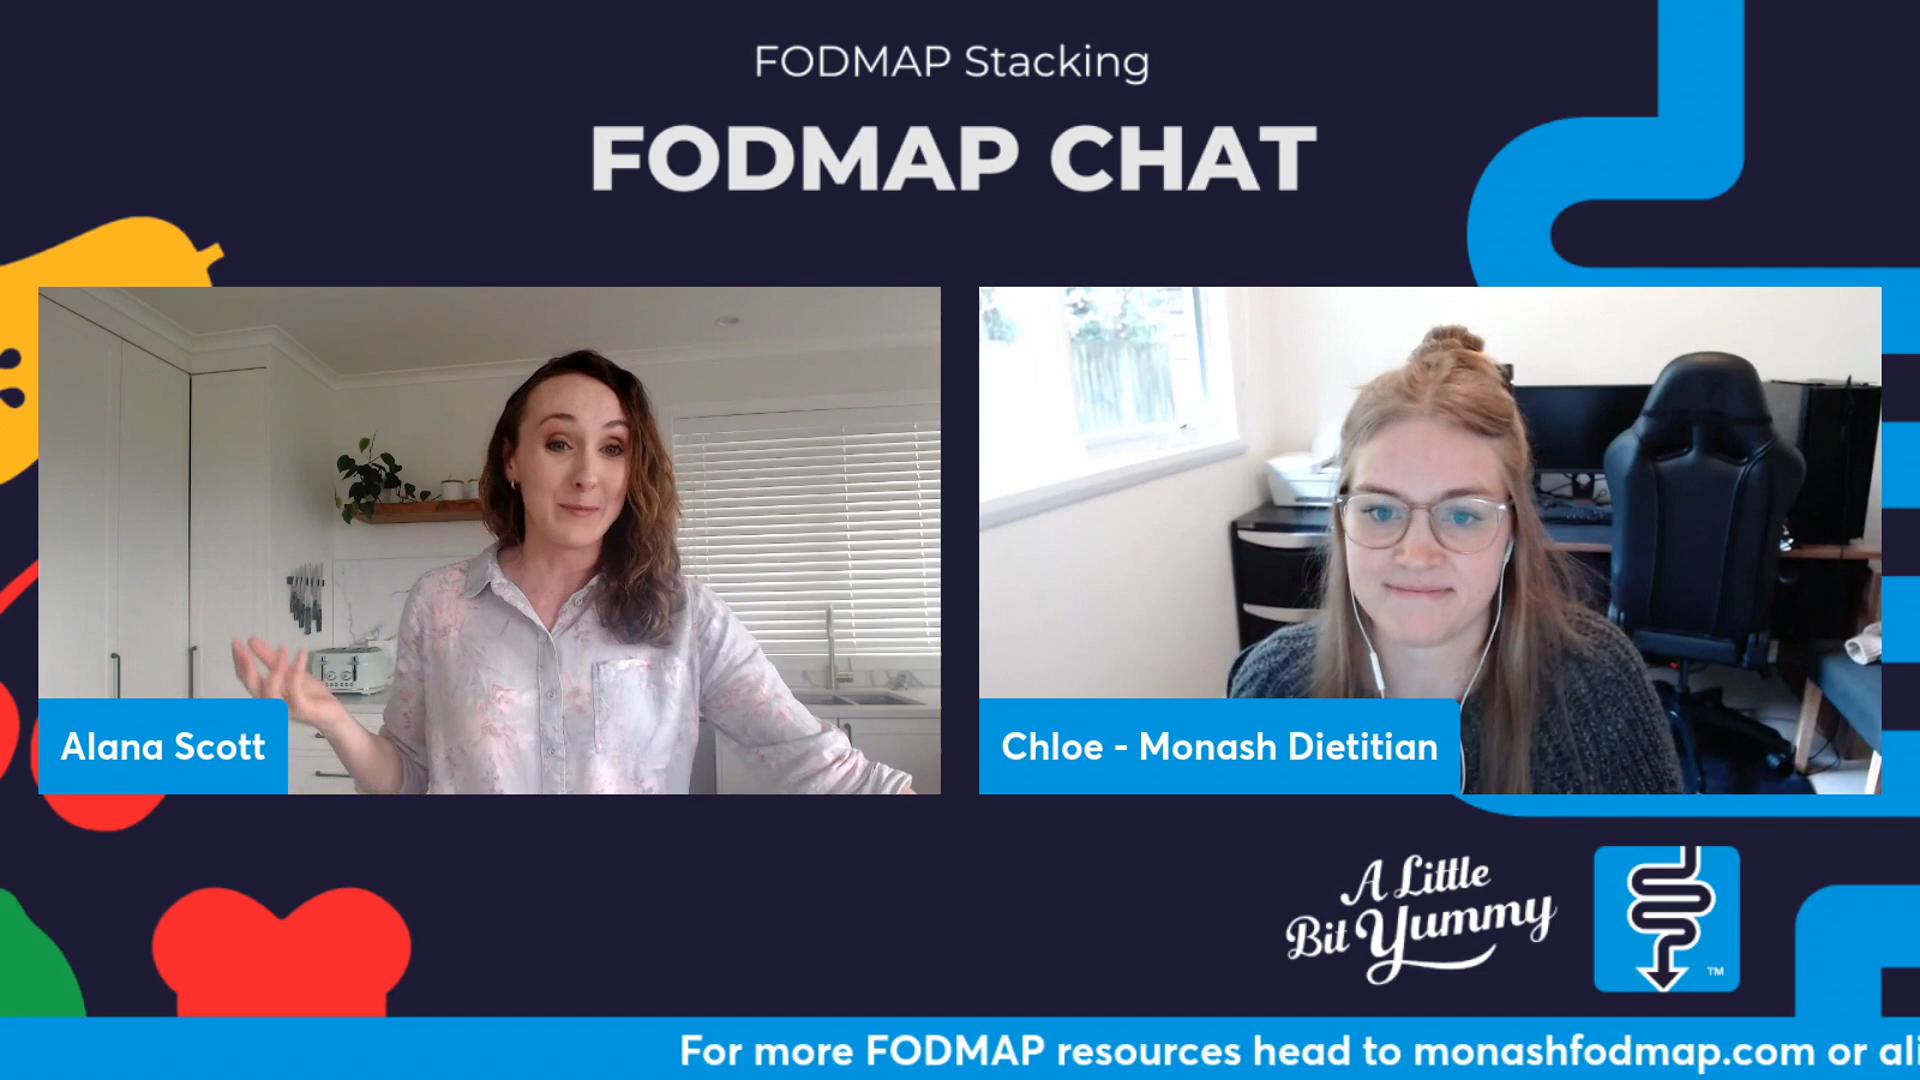 FODMAP Stacking
FODMAP CHAT
Alana Scott
Chloe - Monash Dietitian
A Little
Bit Yummy
TM
For more FODMAP resources head to monashfodmap.com or ali